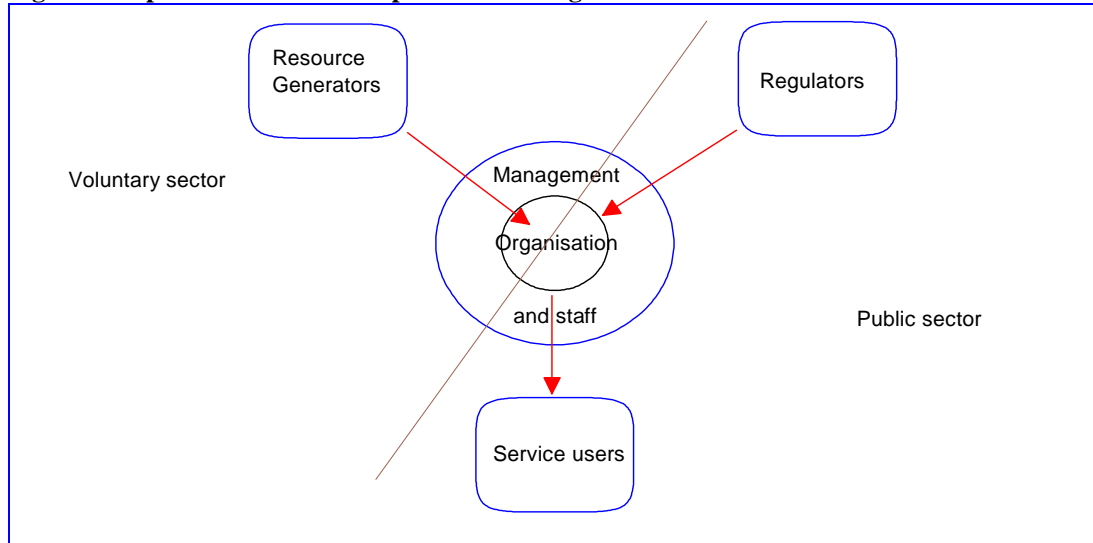 Resource
Generators
Regulators
Management
Voluntary sector
Organisation
and staff
Public sector
Service users